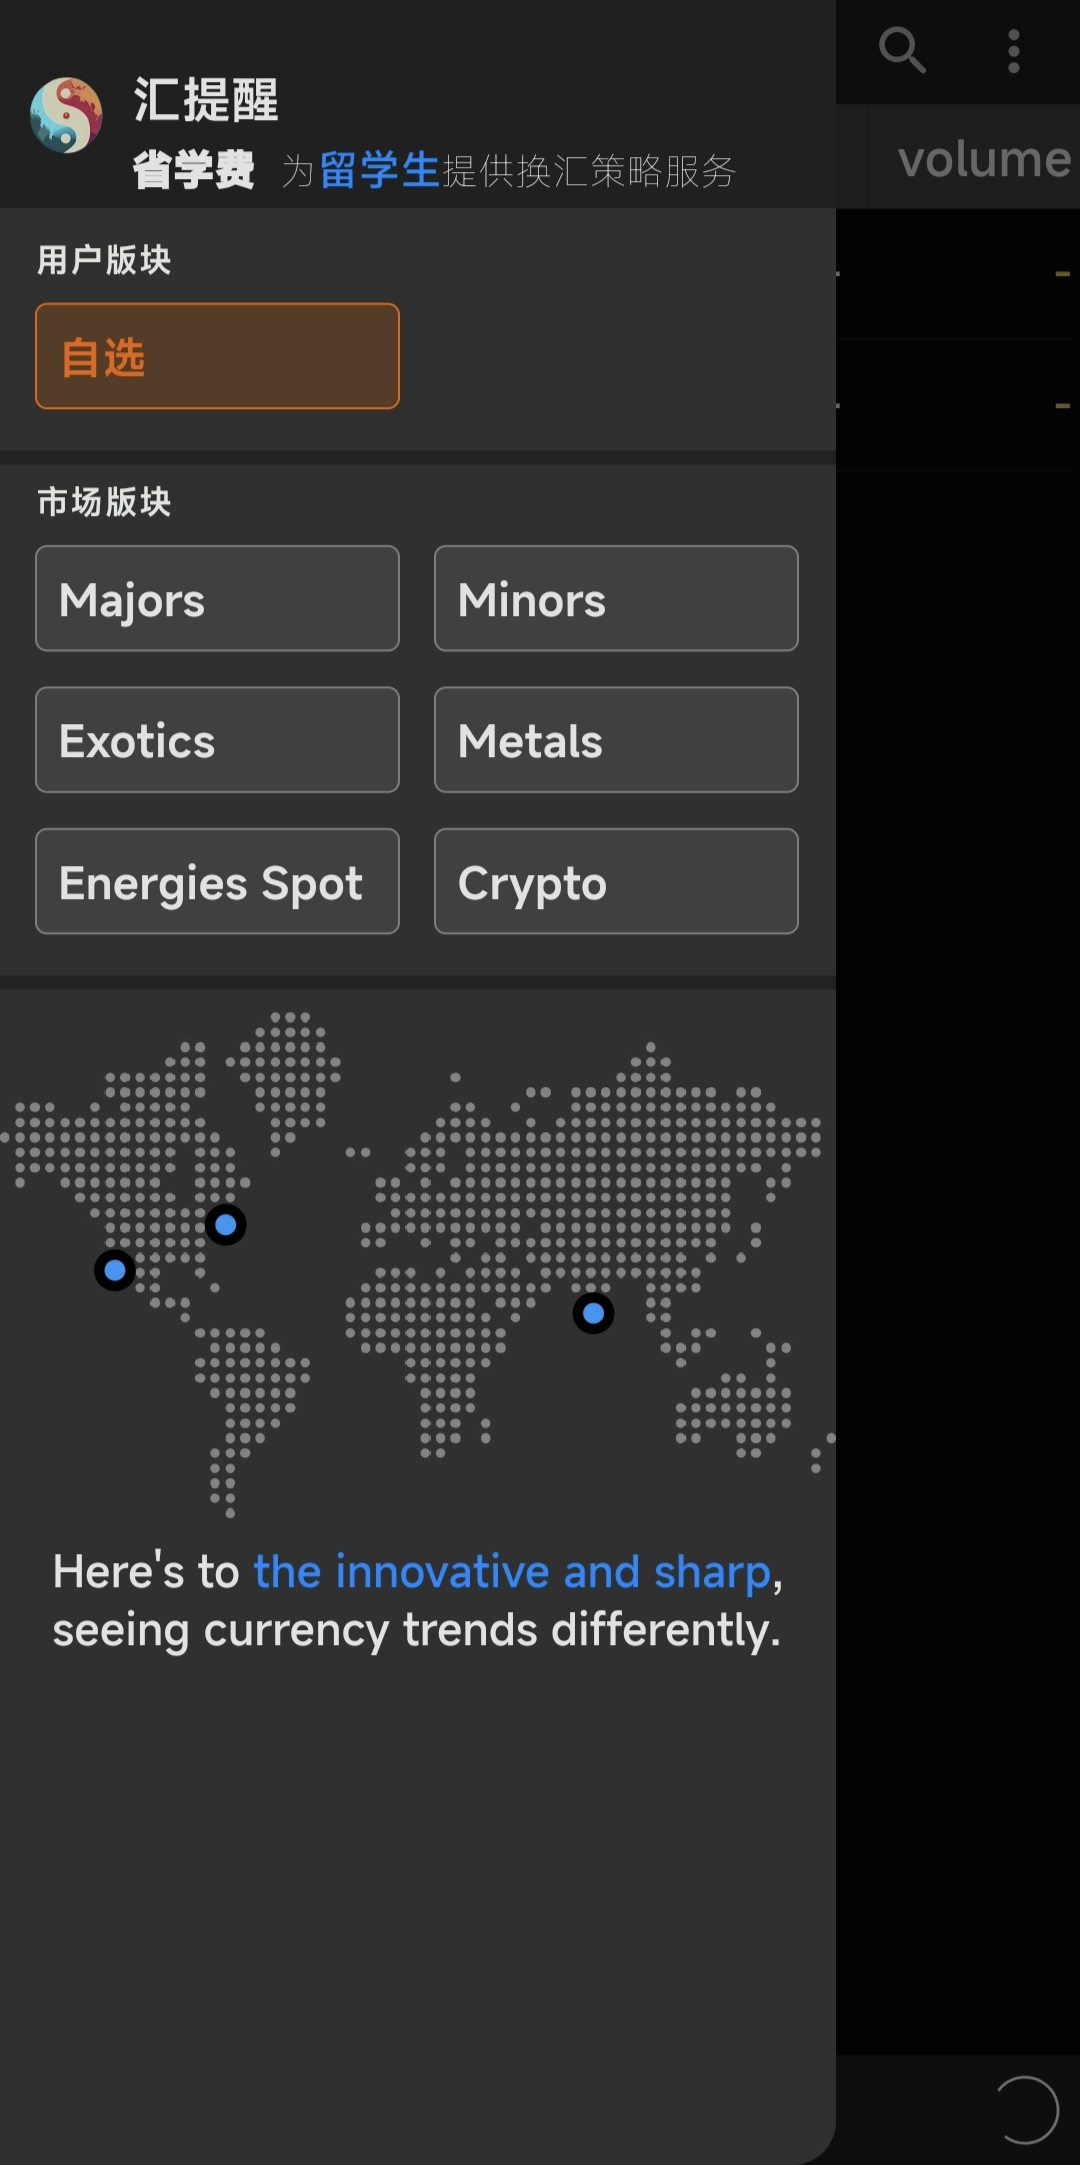 汇提醒
省学费 为留学生提供换汇策略服务
volume
用户版块
自选
市场版块
Majors Minors
Exotics Metals
Energies Spot Crypto
Here's to the innovative and sharp,
seeing currency trends differently.